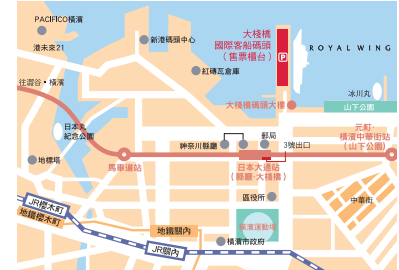 PACIFICO橫濱
港未來21
大棧橋
國際客船碼頭
（售票櫃台）
新港碼頭中心
P
ROYAL WING
紅磚瓦倉庫
往澀谷・橫濱
冰川丸
山下公園
大棧橋碼頭大樓
日本丸
紀念公園
元町・
橫濱中華街站
（山下公園）
郵局
神奈川縣廳
3號出口
地標塔
馬車道站
日本大通站
（縣廳・大棧橋）
區役所
中華街
JR櫻木町
地鐵櫻木町
地鐵關內
橫濱運動場
橫濱市政府
JR關內